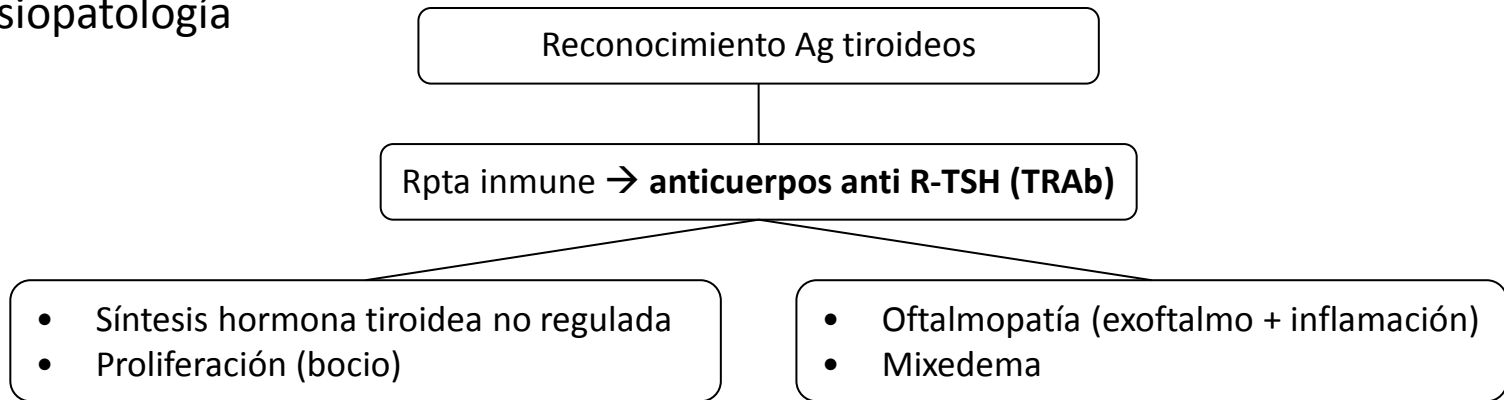 siopatología
Reconocimiento Ag tiroideos
Rpta inmune → anticuerpos anti R-TSH (TRAb)
• Síntesis hormona tiroidea no regulada
• Proliferación (bocio)
• Oftalmopatía (exoftalmo + inflamación)
• Mixedema